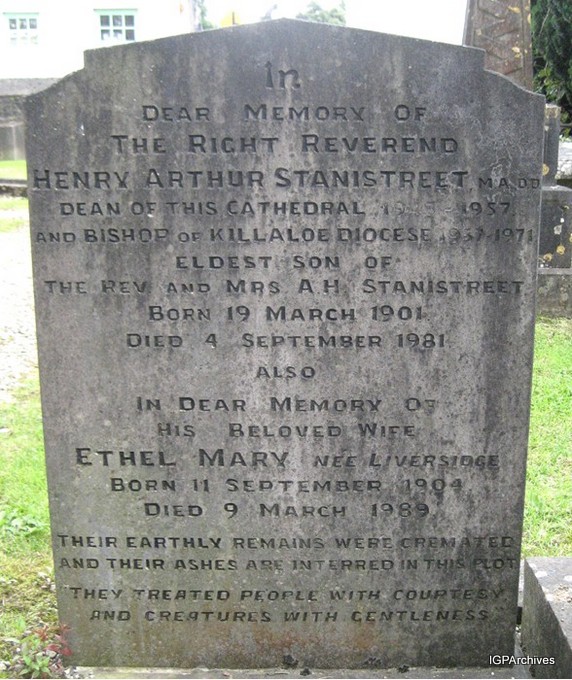 In
Dear Memory Of
The Right Reverend
Henry Arthur Stanistreet, M.A., D.D.
Dean of this Cathedral 1957
and Bishop of Killaloe Diocese 1957-1971
Eldest Son of
The Rev and Mrs A.H. Stanistreet
Born 19 March 1901
Died 4 September 1981
Also
In Dear Memory Of
His Beloved Wife
Ethel Mary née Liversidge
Born 11 September 1904
Died 9 March 1989
Their earthly remains were cremated
and their ashes are interred in this plot
"They treated people with courtesy
and creatures with gentleness"
IGPArchives